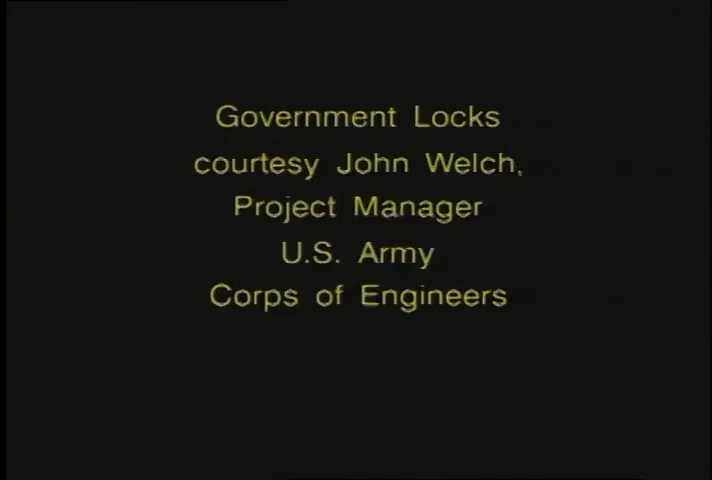 Government Locks
courtesy John Welch,
Project Manager
U.S. Army
Corps of Engineers